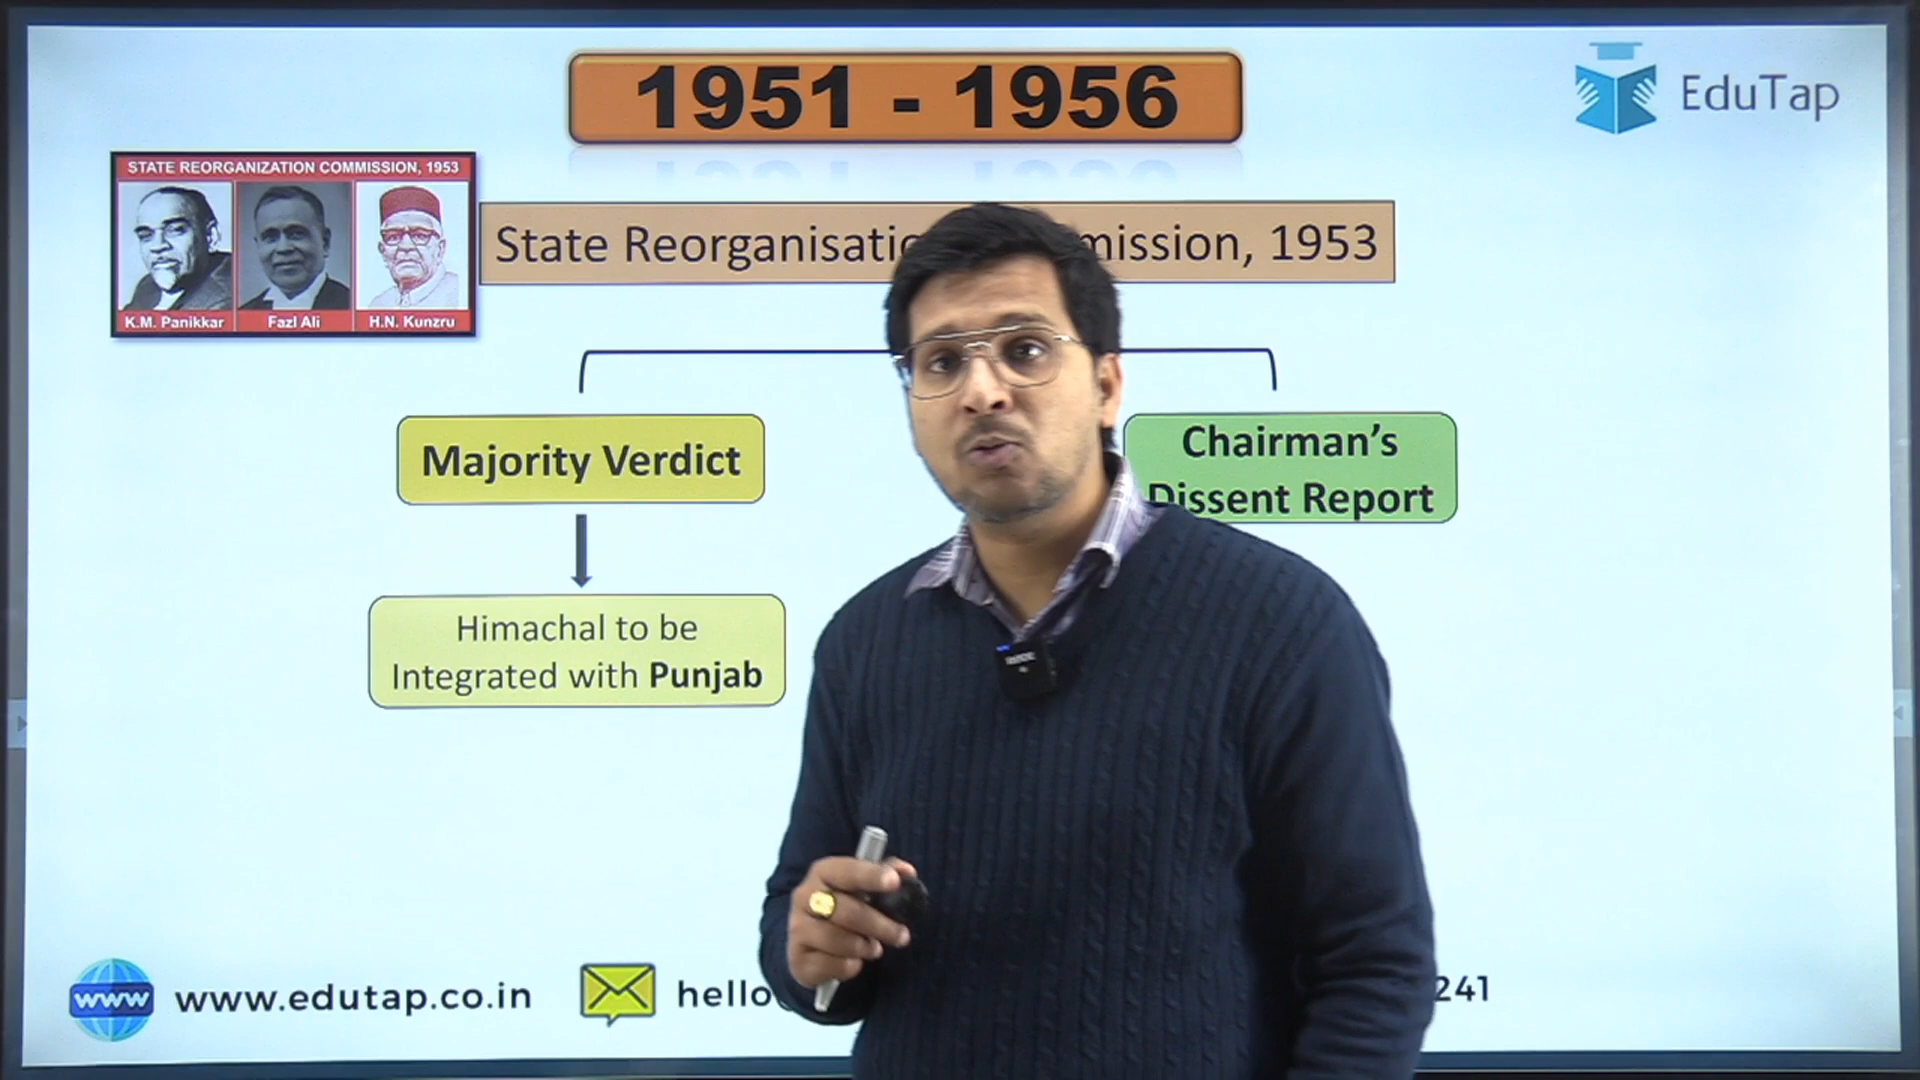 1951 - 1956
EduTap
STATE REORGANIZATION COMMISSION, 1953
K.M. Panikkar
Fazl Ali
H.N. Kunzru
State Reorganisatio mission, 1953
Majority Verdict
Chairman's
Dissent Report
Himachal to be
Integrated with Punjab
www
www.edutap.co.in
hello
241